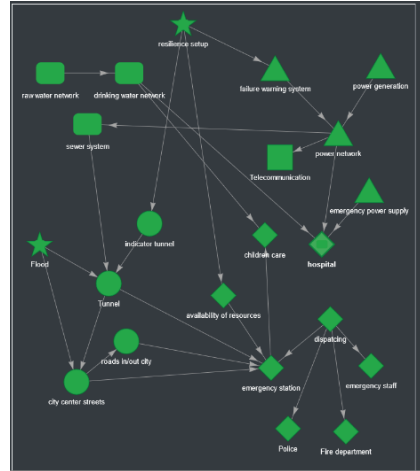 resilience setup
raw water network
drinking water network
failure warning system
power generation
sewer system
power network
Telecommunication
emergency power supply
indicator tunnel
children care
hospital
Flood
Tunnel
availability of resources
dispatcing
roads in/out city
city center streets
emergency station
emergency staff
Police
Fire department